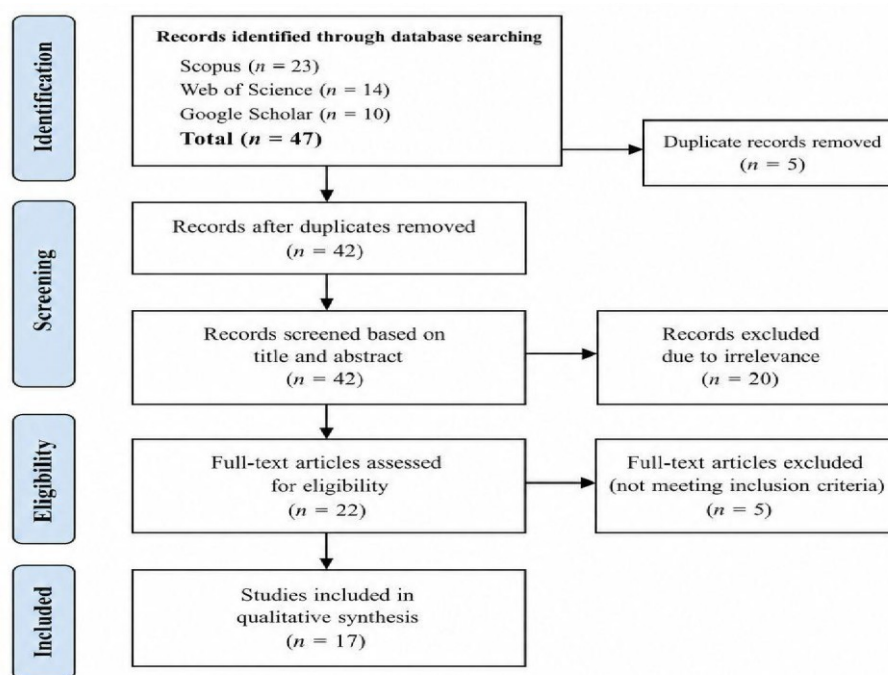 Identification
Records identified through database searching
Scopus (n = 23)
Web of Science (n = 14)
Google Scholar (n = 10)
Total (n = 47)
Duplicate records removed
(n = 5)
Screening
Records after duplicates removed
(n = 42)
Records screened based on
title and abstract
(n = 42)
Records excluded
due to irrelevance
(n = 20)
Eligibility
Full-text articles assessed
for eligibility
(n = 22)
Full-text articles excluded
(not meeting inclusion criteria)
(n = 5)
Included
Studies included in
qualitative synthesis
(n = 17)